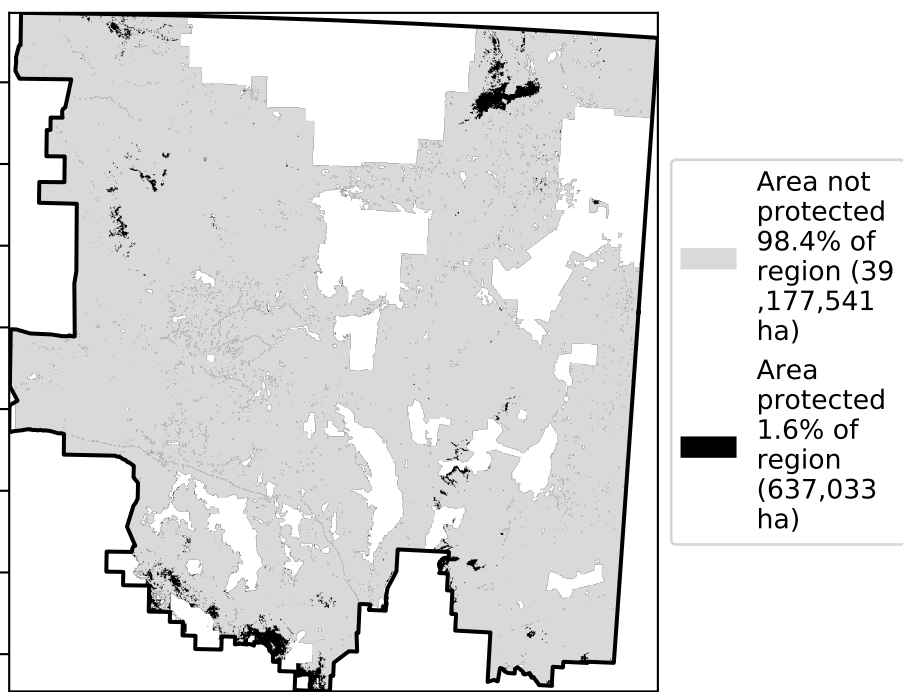 Area not
protected
98.4% of
region (39
,177,541
ha)
Area
protected
1.6% of
region
(637,033
ha)